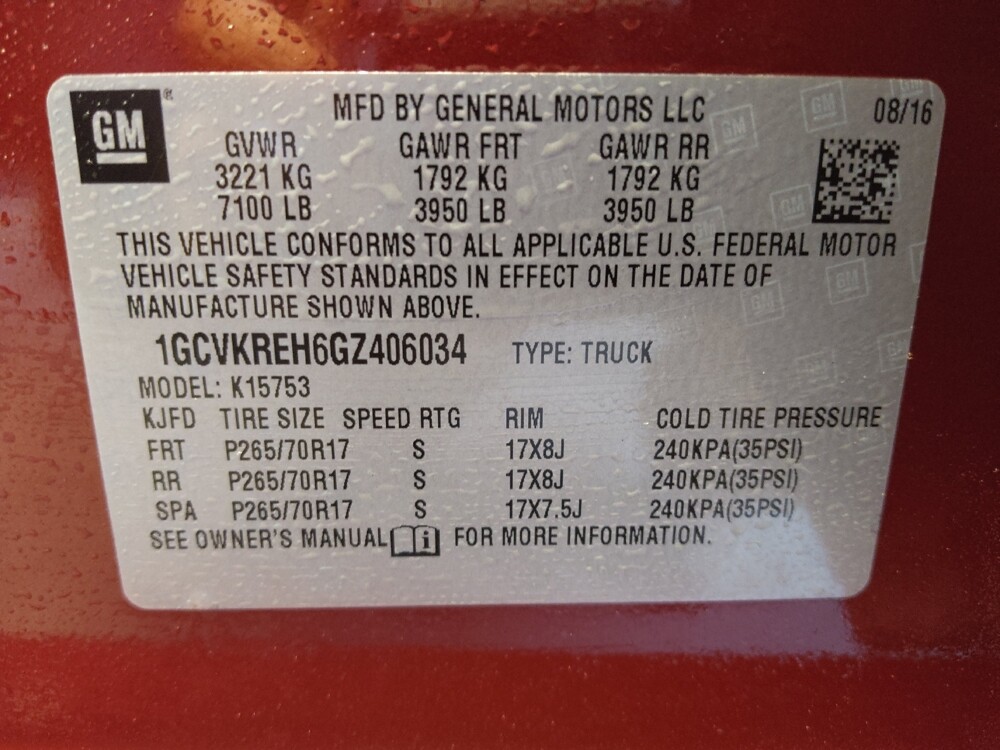 GM ®
MFD BY GENERAL MOTORS LLC 08/16
GVWR GAWR FRT GAWR RR
3221 KG 1792 KG 1792 KG
7100 LB 3950 LB 3950 LB
THIS VEHICLE CONFORMS TO ALL APPLICABLE U.S. FEDERAL MOTOR
VEHICLE SAFETY STANDARDS IN EFFECT ON THE DATE OF
MANUFACTURE SHOWN ABOVE.
1GCVKREH6GZ406034 TYPE: TRUCK
MODEL: K15753
KJFD TIRE SIZE SPEED RTG RIM COLD TIRE PRESSURE
FRT P265/70R17 S 17X8J 240KPA(35PSI)
RR P265/70R17 S 17X8J 240KPA(35PSI)
SPA P265/70R17 S 17X7.5J 240KPA(35PSI)
SEE OWNER'S MANUAL i FOR MORE INFORMATION.